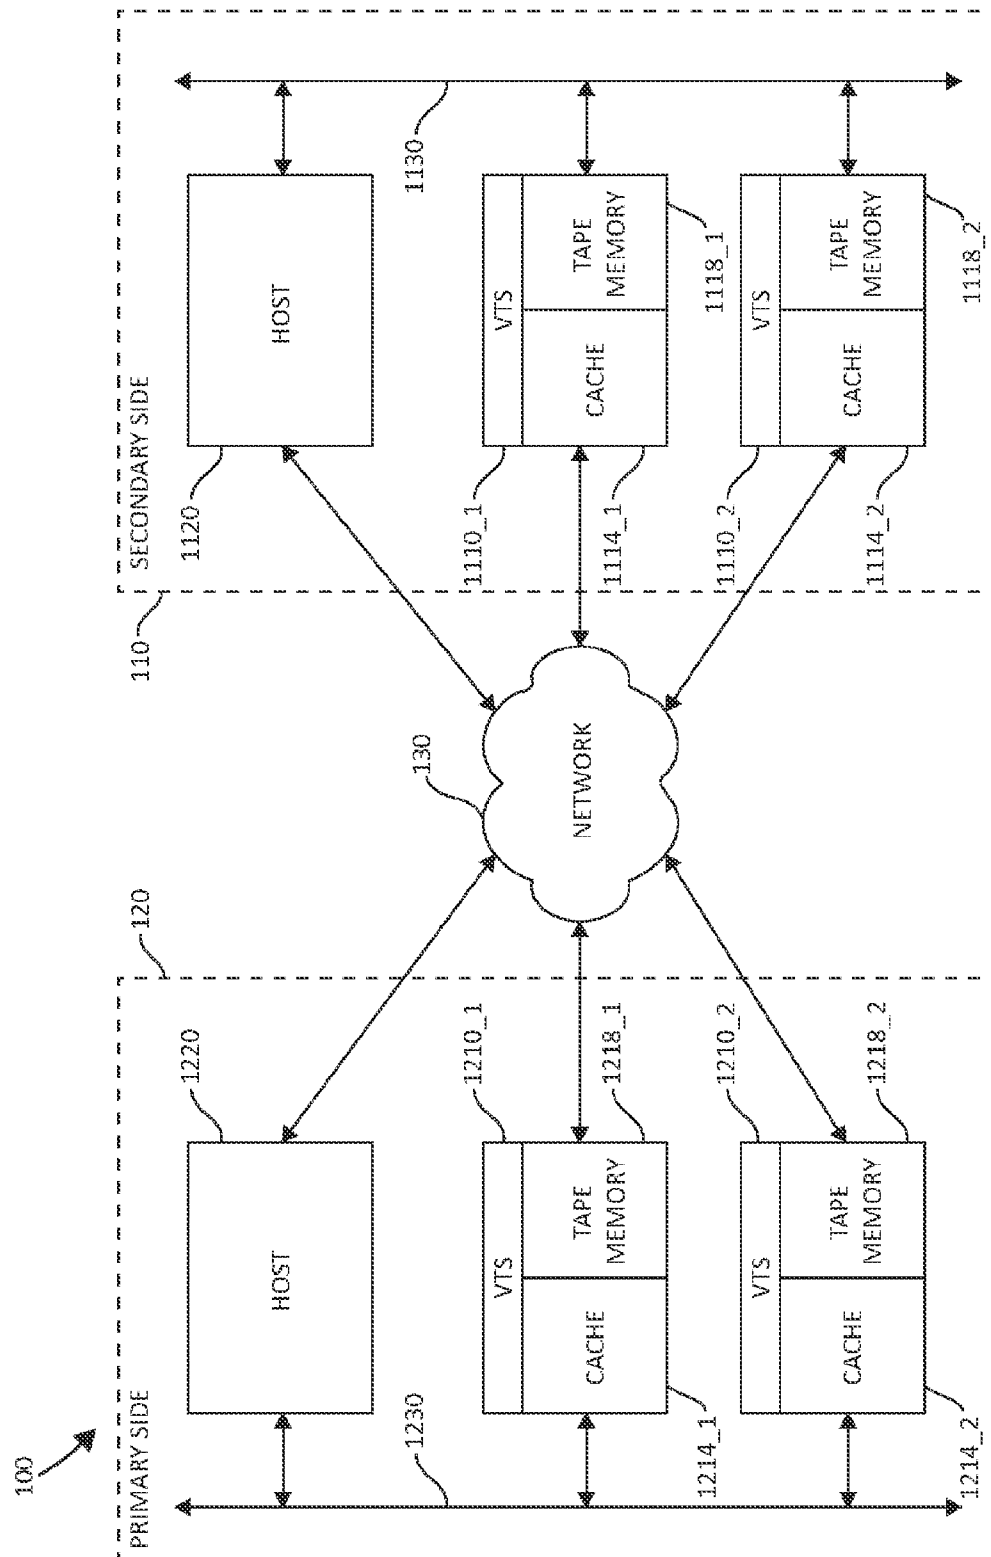 100
PRIMARY SIDE
120
110
SECONDARY SIDE
HOST
1220
130
1120
HOST
1230
1130
VTS
1210_1
1110_1
VTS
CACHE
TAPE MEMORY
NETWORK
CACHE
TAPE MEMORY
1214_1
1218_1
1114_1
1118_1
VTS
1210_2
1110_2
VTS
CACHE
TAPE MEMORY
CACHE
TAPE MEMORY
1214_2
1218_2
1114_2
1118_2